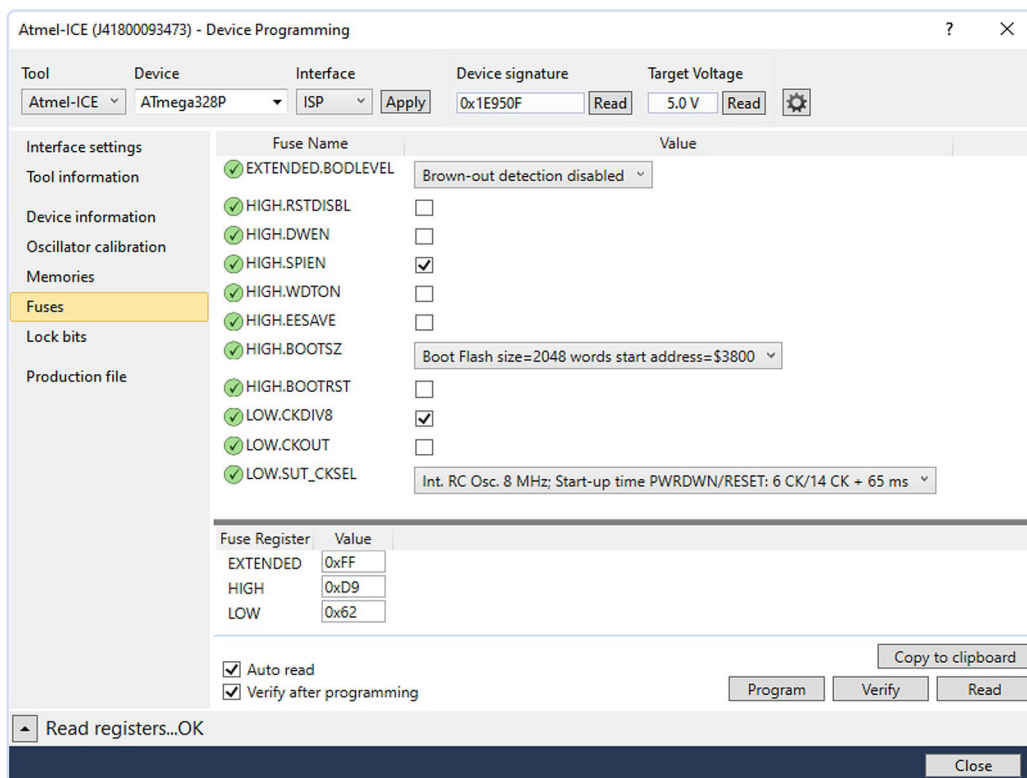 Atmel-ICE (J41800093473) - Device Programming
?
Tool Device Interface Device signature Target Voltage
Atmel-ICE ATmega328P ISP Apply 0x1E950F Read 5.0 V Read
Interface settings
Tool information
Device information
Oscillator calibration
Memories
Fuses
Lock bits
Production file
Fuse Name Value
EXTENDED.BODLEVEL Brown-out detection disabled
HIGH.RSTDISBL
HIGH.DWEN
HIGH.SPIEN
HIGH.WDTON
HIGH.EESAVE
HIGH.BOOTSZ Boot Flash size=2048 words start address=$3800
HIGH.BOOTRST
LOW.CKDIV8
LOW.CKOUT
LOW.SUT_CKSEL Int. RC Osc. 8 MHz; Start-up time PWRDWN/RESET: 6 CK/14 CK + 65 ms
Fuse Register Value
EXTENDED 0xFF
HIGH 0xD9
LOW 0x62
Copy to clipboard
Auto read
Verify after programming
Program Verify Read
Read registers...OK
Close